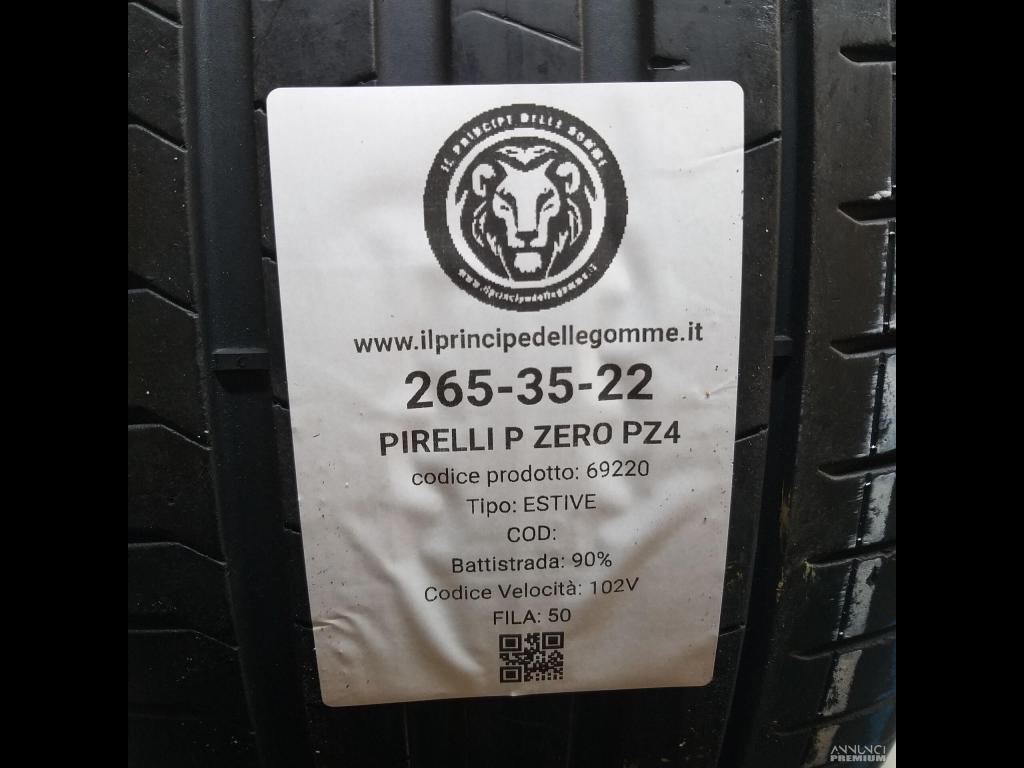 IL PRINCIPE DELLE GOMME
www.ilprincipedellegomme.it
www.ilprincipedellegomme.it
265-35-22
PIRELLI P ZERO PZ4
codice prodotto: 69220
Tipo: ESTIVE
COD:
Battistrada: 90%
Codice Velocità: 102V
FILA: 50
ANNUNCI
PREMIUM